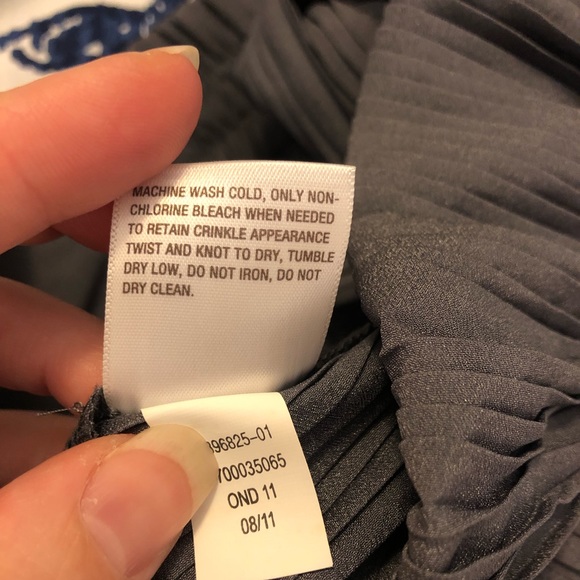 MACHINE WASH COLD, ONLY NON-
CHLORINE BLEACH WHEN NEEDED
TO RETAIN CRINKLE APPEARANCE
TWIST AND KNOT TO DRY, TUMBLE
DRY LOW, DO NOT IRON, DO NOT
DRY CLEAN.
96825-01
700035065
OND 11
08/11